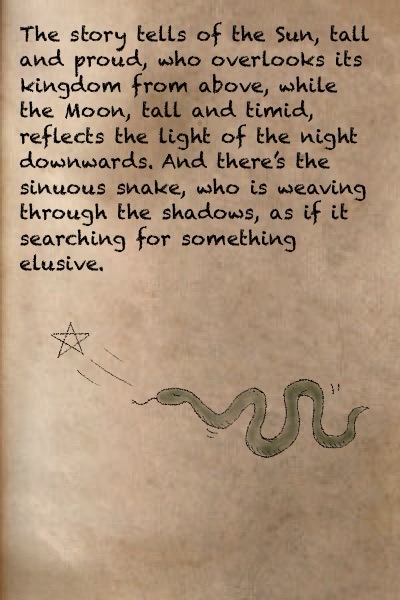 The story tells of the Sun, tall
and proud, who overlooks its
kingdom from above, while
the Moon, tall and timid,
reflects the light of the night
downwards. And there's the
sinuous snake, who is weaving
through the shadows, as if it
searching for something
elusive.